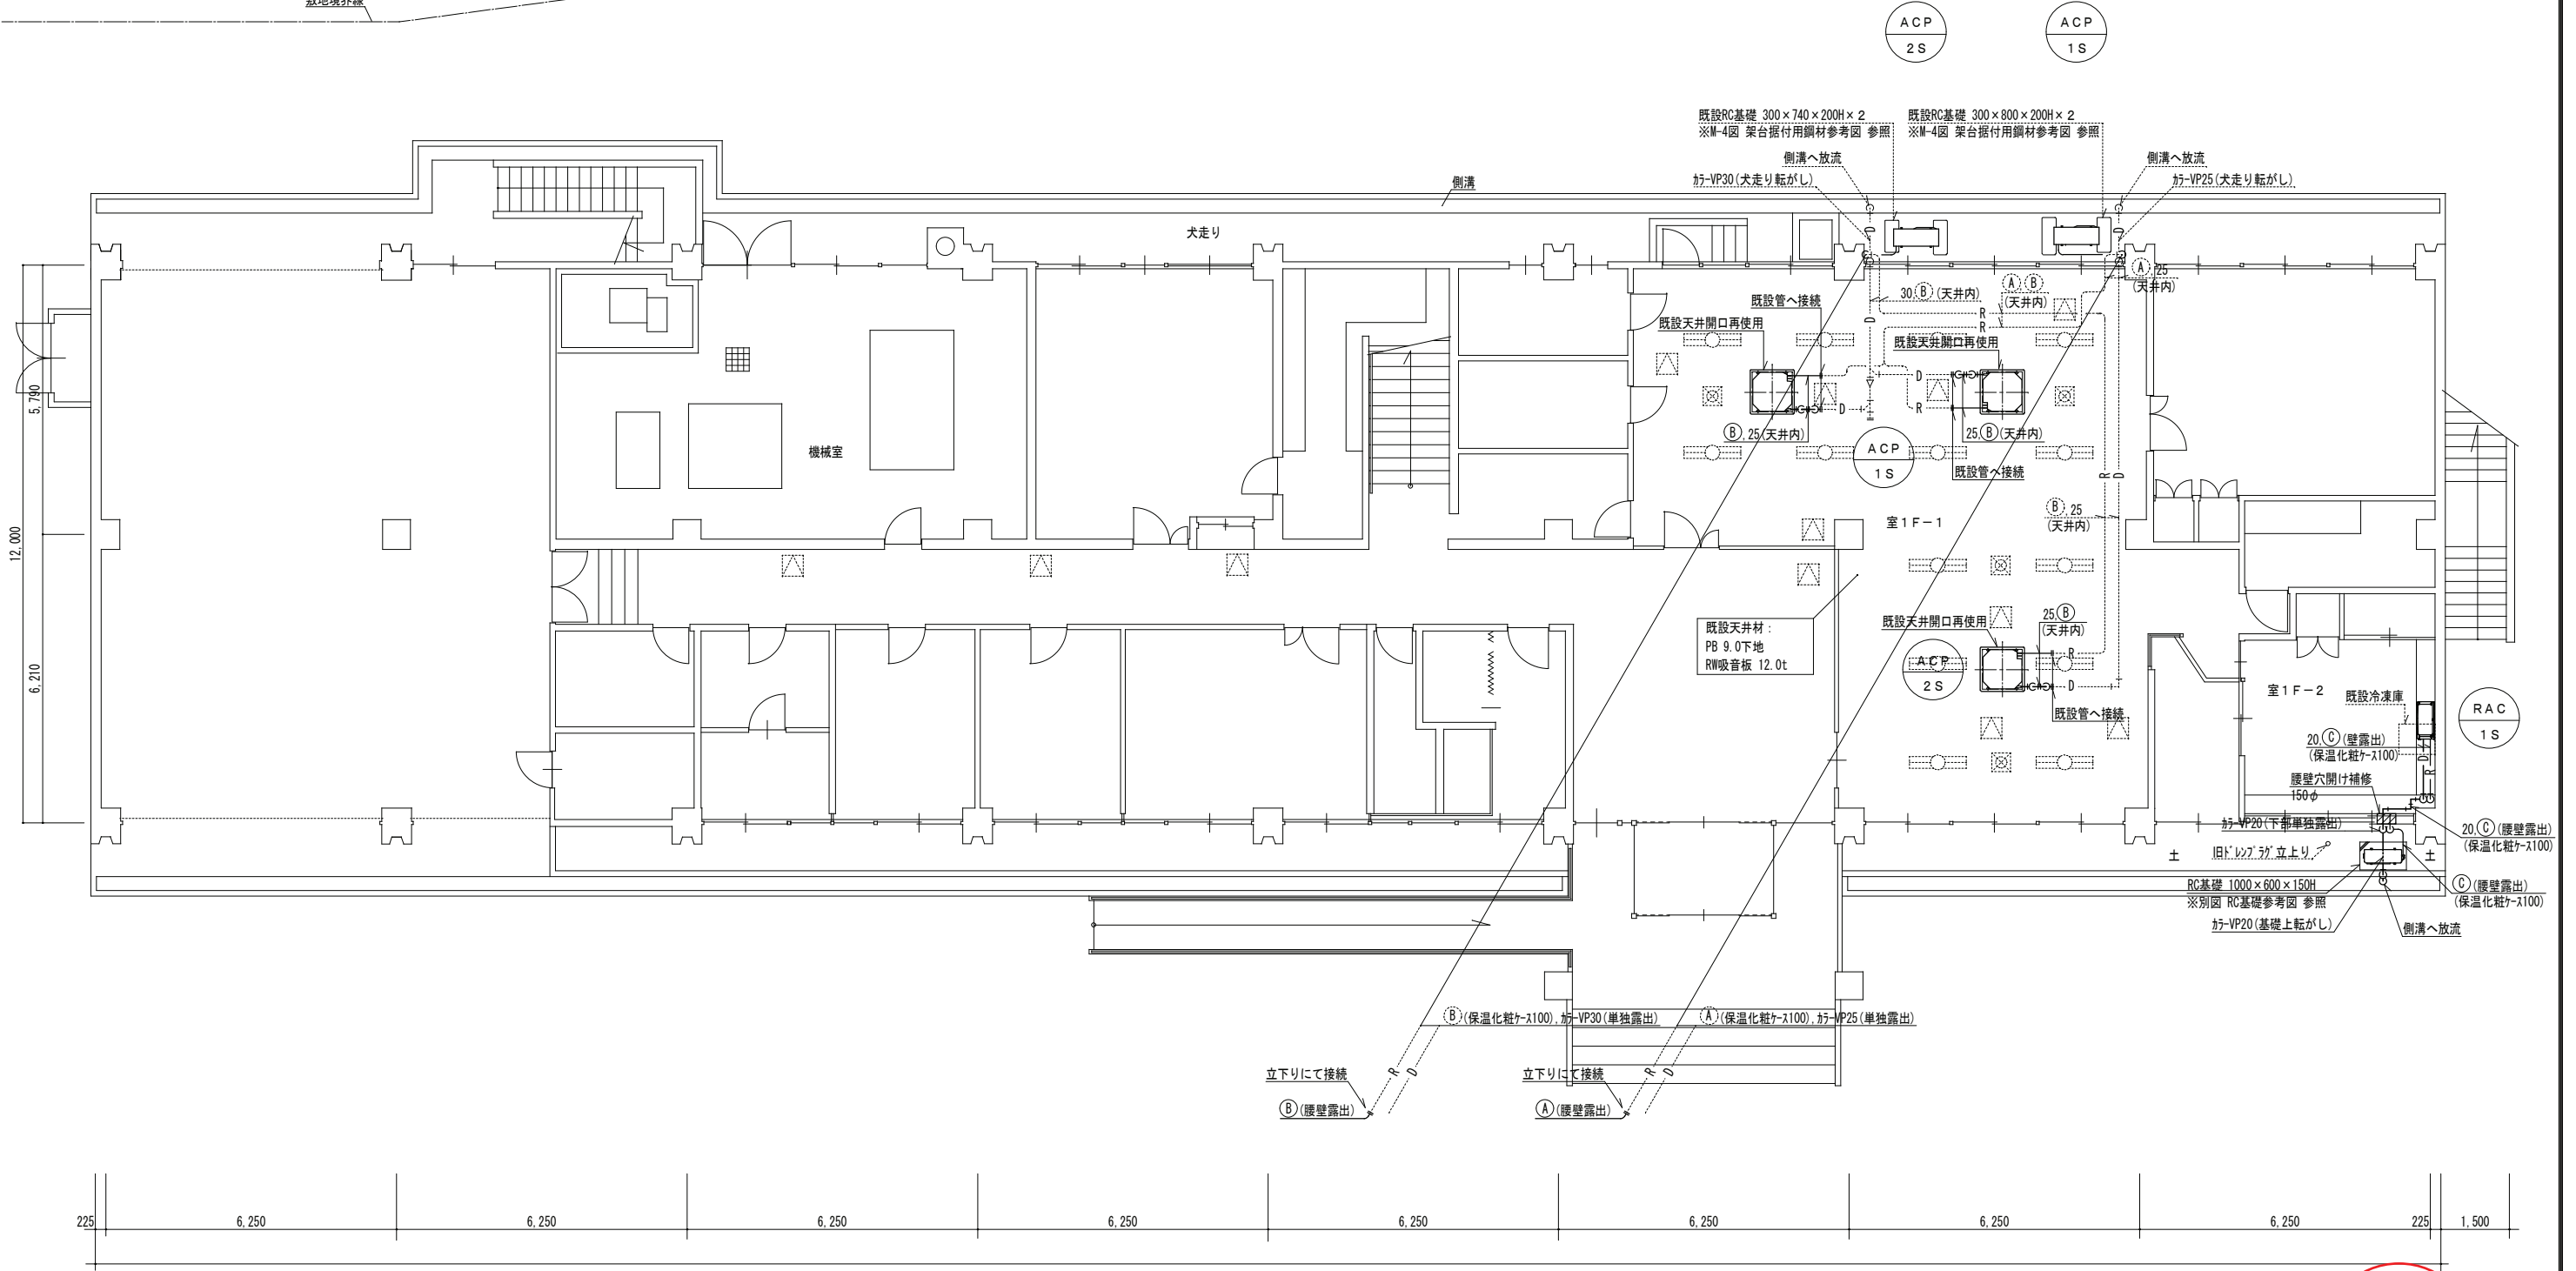 敷地境界線
ACP
2S
ACP
1S
既設RC基礎 300×740×200H×2
※M-4図 架台据付用鋼材参考図 参照
既設RC基礎 300×800×200H×2
※M-4図 架台据付用鋼材参考図 参照
側溝へ放流
側溝へ放流
ｶﾗｰVP30(犬走り転がし)
ｶﾗｰVP25(犬走り転がし)
側溝
犬走り
D
D
Ⓐ, 25
(天井内)
30,Ⓑ(天井内)
Ⓐ,Ⓑ
(天井内)
既設管へ接続
既設天井開口再使用
R
R
D
既設天井開口再使用
D
D
R
Ⓑ, 25(天井内)
25,Ⓑ(天井内)
ACP
1S
既設管へ接続
R
D
機械室
Ⓑ, 25
(天井内)
室1F-1
5,790
12,000
6,210
既設天井材：
PB 9.0下地
RW吸音板 12.0t
既設天井開口再使用
25,Ⓑ
(天井内)
ACP
2S
R
D
既設管へ接続
室1F-2
既設冷凍庫
RAC
1S
20,Ⓒ(壁露出)
(保温化粧ｹｰｽ100)
D
R
腰壁穴開け補修
150φ
ｶﾗｰVP20(下部単独露出)
20,Ⓒ(腰壁露出)
(保温化粧ｹｰｽ100)
旧ﾄﾞﾚﾝﾌﾟﾗｸﾞ立上り
土
土
RC基礎 1000×600×150H
※別図 RC基礎参考図 参照
Ⓒ(腰壁露出)
(保温化粧ｹｰｽ100)
ｶﾗｰVP20(基礎上転がし)
側溝へ放流
Ⓑ(保温化粧ｹｰｽ100),ｶﾗｰVP30(単独露出)
Ⓐ(保温化粧ｹｰｽ100),ｶﾗｰVP25(単独露出)
立下りにて接続
R
D
立下りにて接続
R
D
Ⓑ(腰壁露出)
Ⓐ(腰壁露出)
225
6,250
6,250
6,250
6,250
6,250
6,250
6,250
6,250
225
1,500